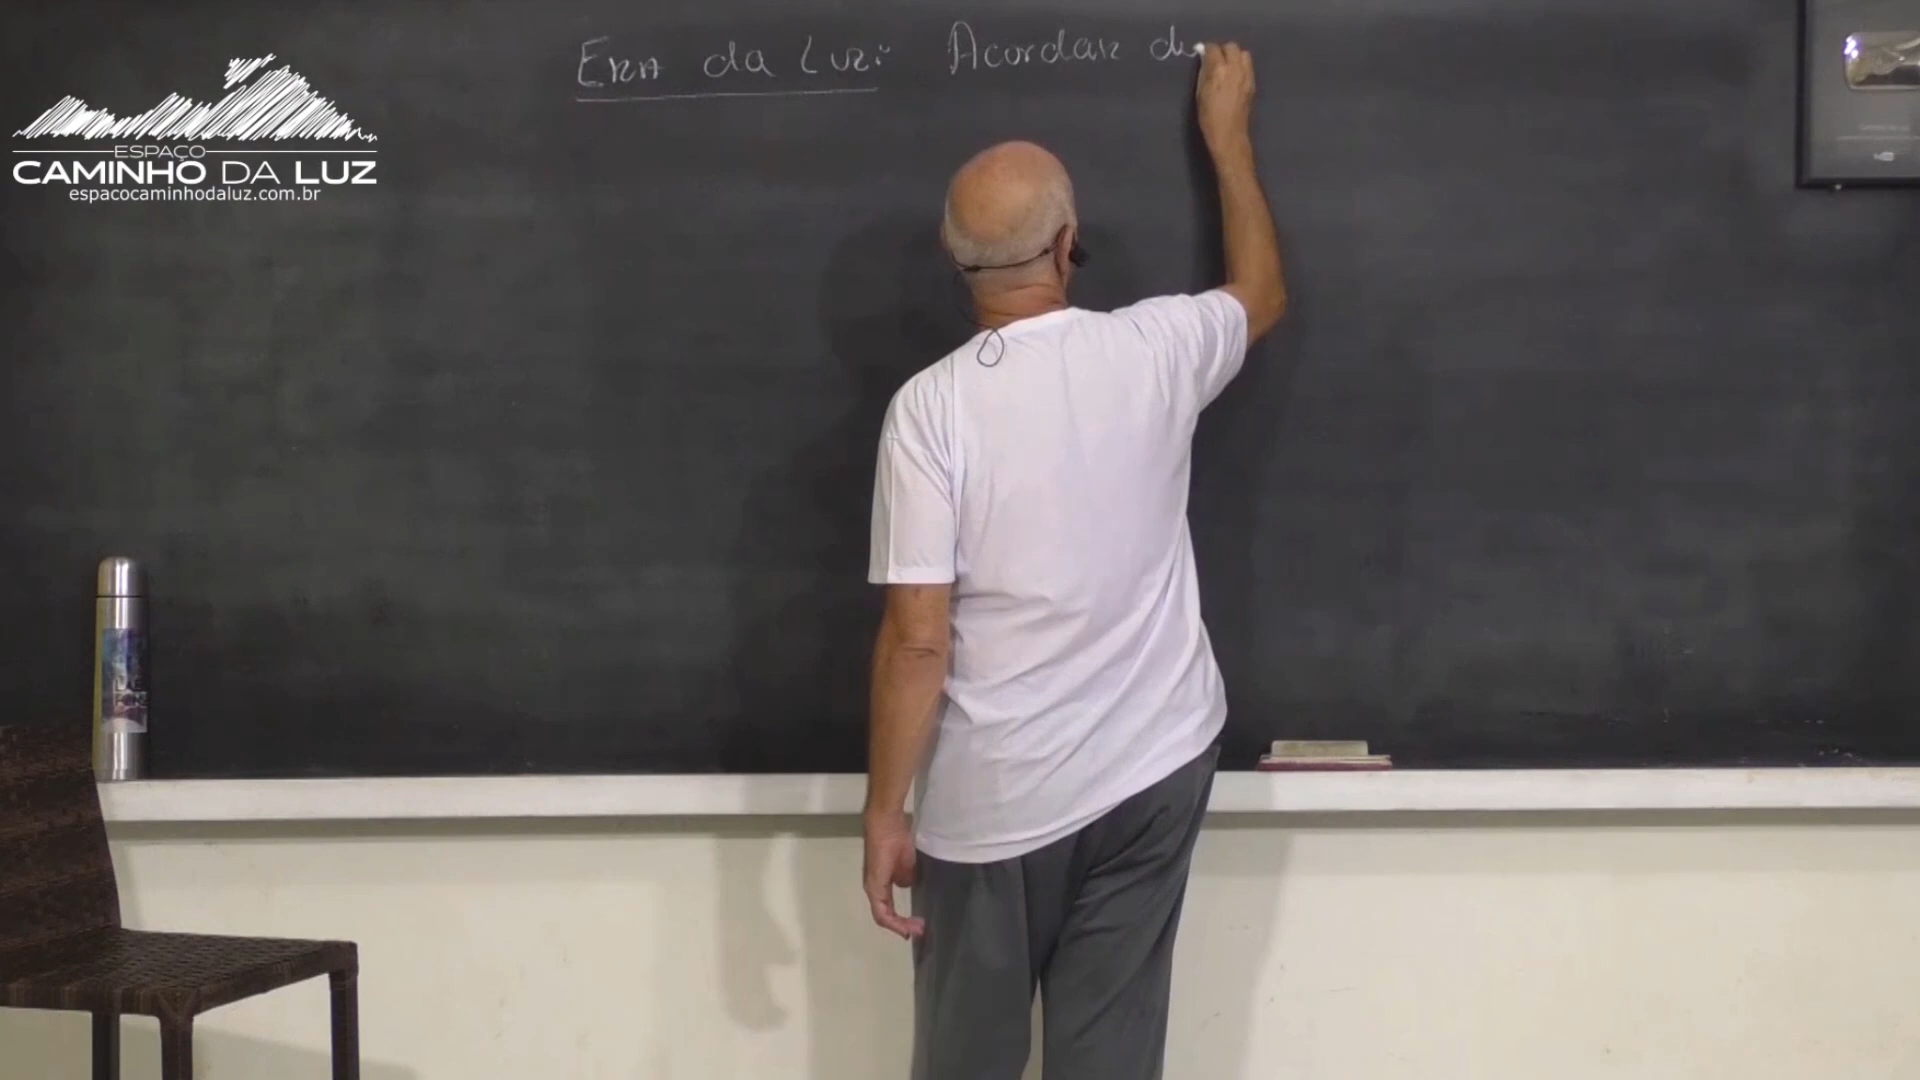 Era da Luz: Acordar
ESPAÇO
CAMINHO DA LUZ
espacocaminhodaluz.com.br